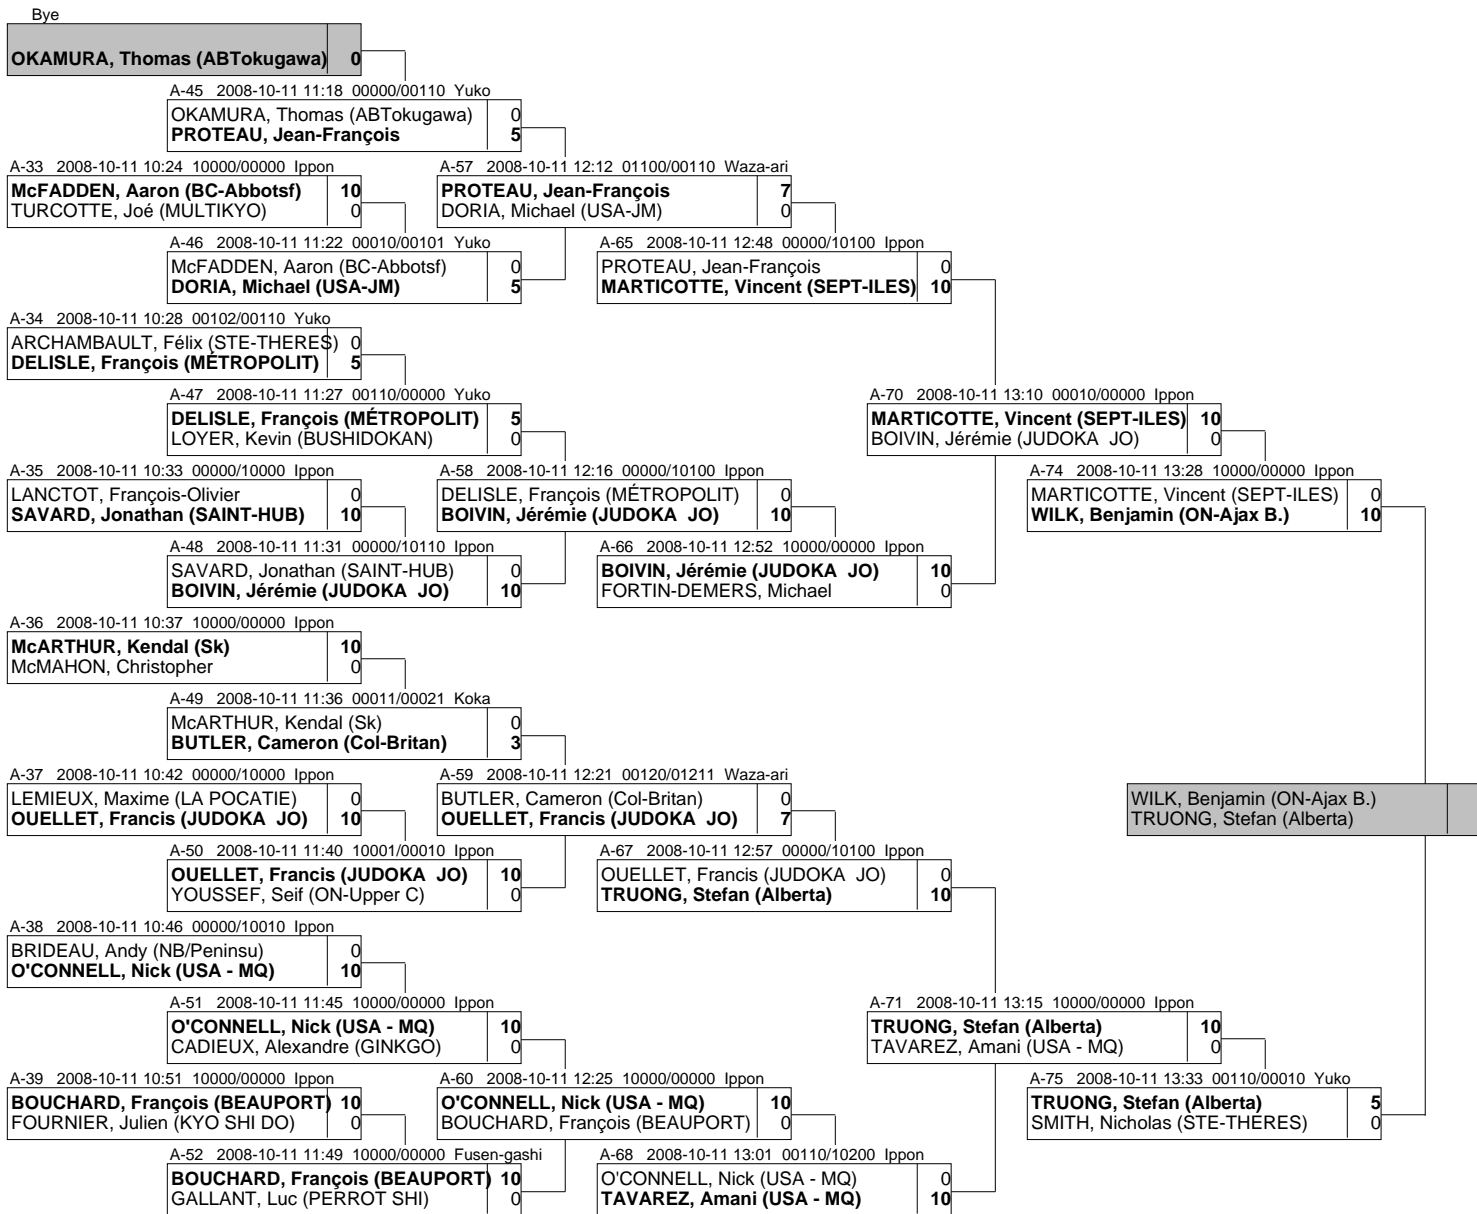 Bye
OKAMURA, Thomas (ABTokugawa) 0
A-45 2008-10-11 11:18 00000/00110 Yuko
OKAMURA, Thomas (ABTokugawa) 0
PROTEAU, Jean-François 5
A-33 2008-10-11 10:24 10000/00000 Ippon
McFADDEN, Aaron (BC-Abbotsf) 10
TURCOTTE, Joé (MULTIKYO) 0
A-57 2008-10-11 12:12 01100/00110 Waza-ari
PROTEAU, Jean-François 7
DORIA, Michael (USA-JM) 0
A-46 2008-10-11 11:22 00010/00101 Yuko
McFADDEN, Aaron (BC-Abbotsf) 0
DORIA, Michael (USA-JM) 5
A-65 2008-10-11 12:48 00000/10100 Ippon
PROTEAU, Jean-François 0
MARTICOTTE, Vincent (SEPT-ILES) 10
A-34 2008-10-11 10:28 00102/00110 Yuko
ARCHAMBAULT, Félix (STE-THERES) 0
DELISLE, François (MÉTROPOLIT) 5
A-47 2008-10-11 11:27 00110/00000 Yuko
DELISLE, François (MÉTROPOLIT) 5
LOYER, Kevin (BUSHIDOKAN) 0
A-70 2008-10-11 13:10 00010/00000 Ippon
MARTICOTTE, Vincent (SEPT-ILES) 10
BOIVIN, Jérémie (JUDOKA JO) 0
A-35 2008-10-11 10:33 00000/10000 Ippon
LANCTOT, François-Olivier 0
SAVARD, Jonathan (SAINT-HUB) 10
A-58 2008-10-11 12:16 00000/10100 Ippon
DELISLE, François (MÉTROPOLIT) 0
BOIVIN, Jérémie (JUDOKA JO) 10
A-74 2008-10-11 13:28 10000/00000 Ippon
MARTICOTTE, Vincent (SEPT-ILES) 0
WILK, Benjamin (ON-Ajax B.) 10
A-48 2008-10-11 11:31 00000/10110 Ippon
SAVARD, Jonathan (SAINT-HUB) 0
BOIVIN, Jérémie (JUDOKA JO) 10
A-66 2008-10-11 12:52 10000/00000 Ippon
BOIVIN, Jérémie (JUDOKA JO) 10
FORTIN-DEMERS, Michael 0
A-36 2008-10-11 10:37 10000/00000 Ippon
McARTHUR, Kendal (Sk) 10
McMAHON, Christopher 0
A-49 2008-10-11 11:36 00011/00021 Koka
McARTHUR, Kendal (Sk) 0
BUTLER, Cameron (Col-Britan) 3
A-37 2008-10-11 10:42 00000/10000 Ippon
LEMIEUX, Maxime (LA POCATIE) 0
OUELLET, Francis (JUDOKA JO) 10
A-59 2008-10-11 12:21 00120/01211 Waza-ari
BUTLER, Cameron (Col-Britan) 0
OUELLET, Francis (JUDOKA JO) 7
WILK, Benjamin (ON-Ajax B.)
TRUONG, Stefan (Alberta)
A-50 2008-10-11 11:40 10001/00010 Ippon
OUELLET, Francis (JUDOKA JO) 10
YOUSSEF, Seif (ON-Upper C) 0
A-67 2008-10-11 12:57 00000/10100 Ippon
OUELLET, Francis (JUDOKA JO) 0
TRUONG, Stefan (Alberta) 10
A-38 2008-10-11 10:46 00000/10010 Ippon
BRIDEAU, Andy (NB/Peninsu) 0
O'CONNELL, Nick (USA - MQ) 10
A-51 2008-10-11 11:45 10000/00000 Ippon
O'CONNELL, Nick (USA - MQ) 10
CADIEUX, Alexandre (GINKGO) 0
A-71 2008-10-11 13:15 10000/00000 Ippon
TRUONG, Stefan (Alberta) 10
TAVAREZ, Amani (USA - MQ) 0
A-39 2008-10-11 10:51 10000/00000 Ippon
BOUCHARD, François (BEAUPORT) 10
FOURNIER, Julien (KYO SHI DO) 0
A-60 2008-10-11 12:25 10000/00000 Ippon
O'CONNELL, Nick (USA - MQ) 10
BOUCHARD, François (BEAUPORT) 0
A-75 2008-10-11 13:33 00110/00010 Yuko
TRUONG, Stefan (Alberta) 5
SMITH, Nicholas (STE-THERES) 0
A-52 2008-10-11 11:49 10000/00000 Fusen-gashi
BOUCHARD, François (BEAUPORT) 10
GALLANT, Luc (PERROT SHI) 0
A-68 2008-10-11 13:01 00110/10200 Ippon
O'CONNELL, Nick (USA - MQ) 0
TAVAREZ, Amani (USA - MQ) 10